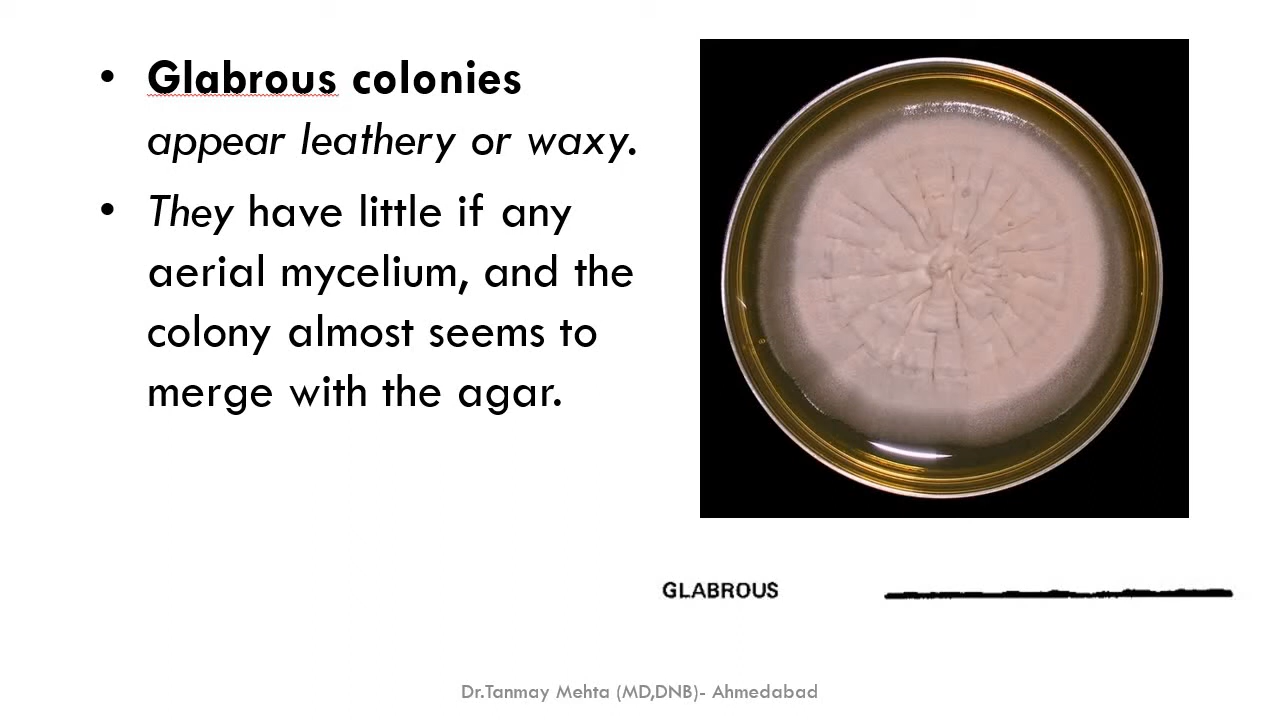 • Glabrous colonies
appear leathery or waxy.
• They have little if any
aerial mycelium, and the
colony almost seems to
merge with the agar.
GLABROUS
Dr.Tanmay Mehta (MD,DNB)- Ahmedabad